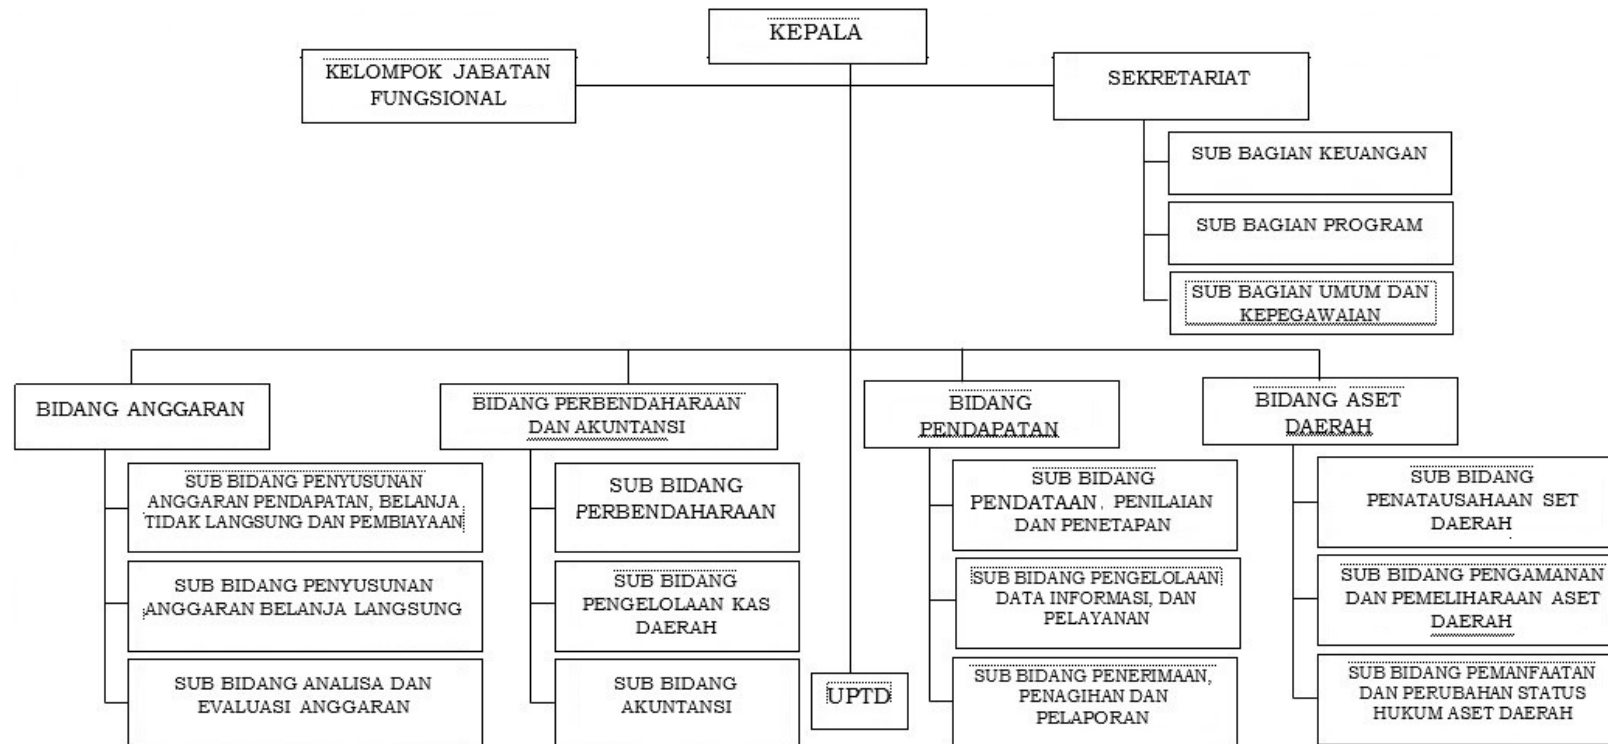 KEPALA
KELOMPOK JABATAN
FUNGSIONAL
SEKRETARIAT
SUB BAGIAN KEUANGAN
SUB BAGIAN PROGRAM
SUB BAGIAN UMUM DAN
KEPEGAWAIAN
BIDANG ANGGARAN
SUB BIDANG PENYUSUNAN
ANGGARAN PENDAPATAN, BELANJA
TIDAK LANGSUNG DAN PEMBIAYAAN
SUB BIDANG PENYUSUNAN
ANGGARAN BELANJA LANGSUNG
SUB BIDANG ANALISA DAN
EVALUASI ANGGARAN
BIDANG PERBENDAHARAAN
DAN AKUNTANSI
SUB BIDANG
PERBENDAHARAAN
SUB BIDANG
PENGELOLAAN KAS
DAERAH
SUB BIDANG
AKUNTANSI
UPTD
BIDANG
PENDAPATAN
SUB BIDANG
PENDATAAN, PENILAIAN
DAN PENETAPAN
SUB BIDANG PENGELOLAAN
DATA INFORMASI, DAN
PELAYANAN
SUB BIDANG PENERIMAAN,
PENAGIHAN DAN
PELAPORAN
BIDANG ASET
DAERAH
SUB BIDANG
PENATAUSAHAAN SET
DAERAH
SUB BIDANG PENGAMANAN
DAN PEMELIHARAAN ASET
DAERAH
SUB BIDANG PEMANFAATAN
DAN PERUBAHAN STATUS
HUKUM ASET DAERAH